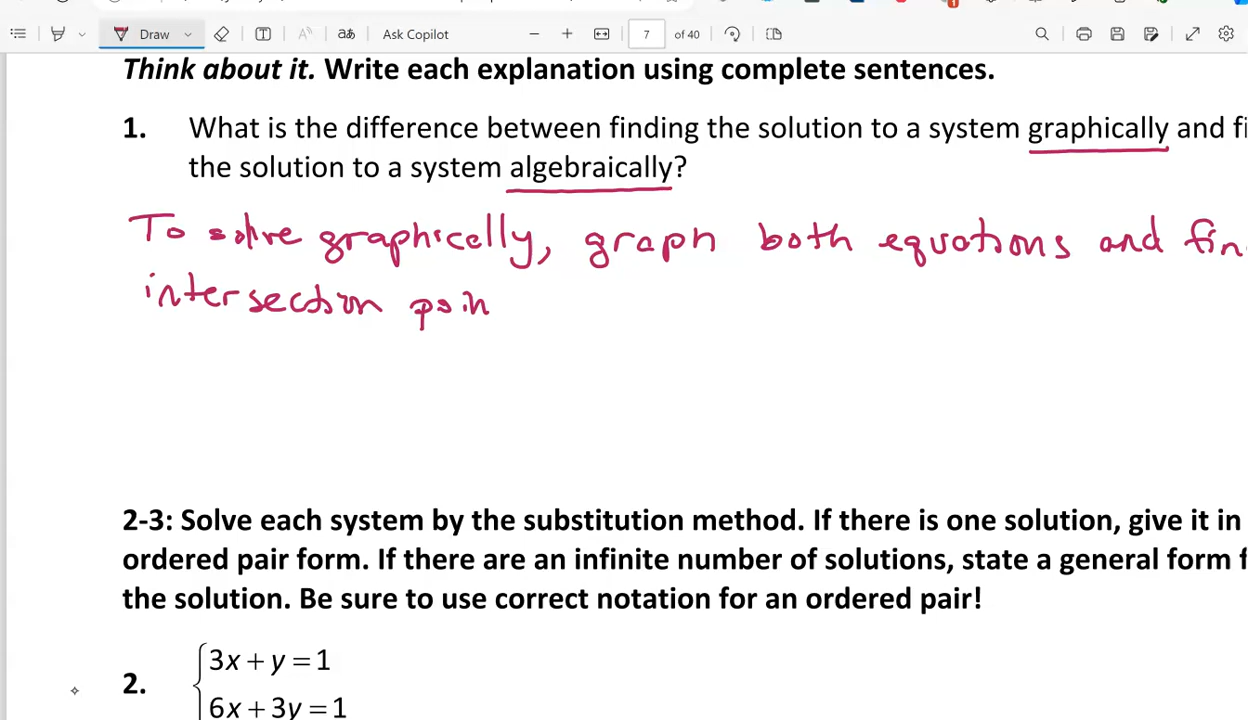 Draw
aあ
Ask Copilot
7
of 40
Think about it. Write each explanation using complete sentences.
1. What is the difference between finding the solution to a system graphically and fi
the solution to a system algebraically?
To solve graphically, graph both equations and fin
intersection poin
2-3: Solve each system by the substitution method. If there is one solution, give it in
ordered pair form. If there are an infinite number of solutions, state a general form f
the solution. Be sure to use correct notation for an ordered pair!
2.
3x + y = 1
6x + 3y = 1